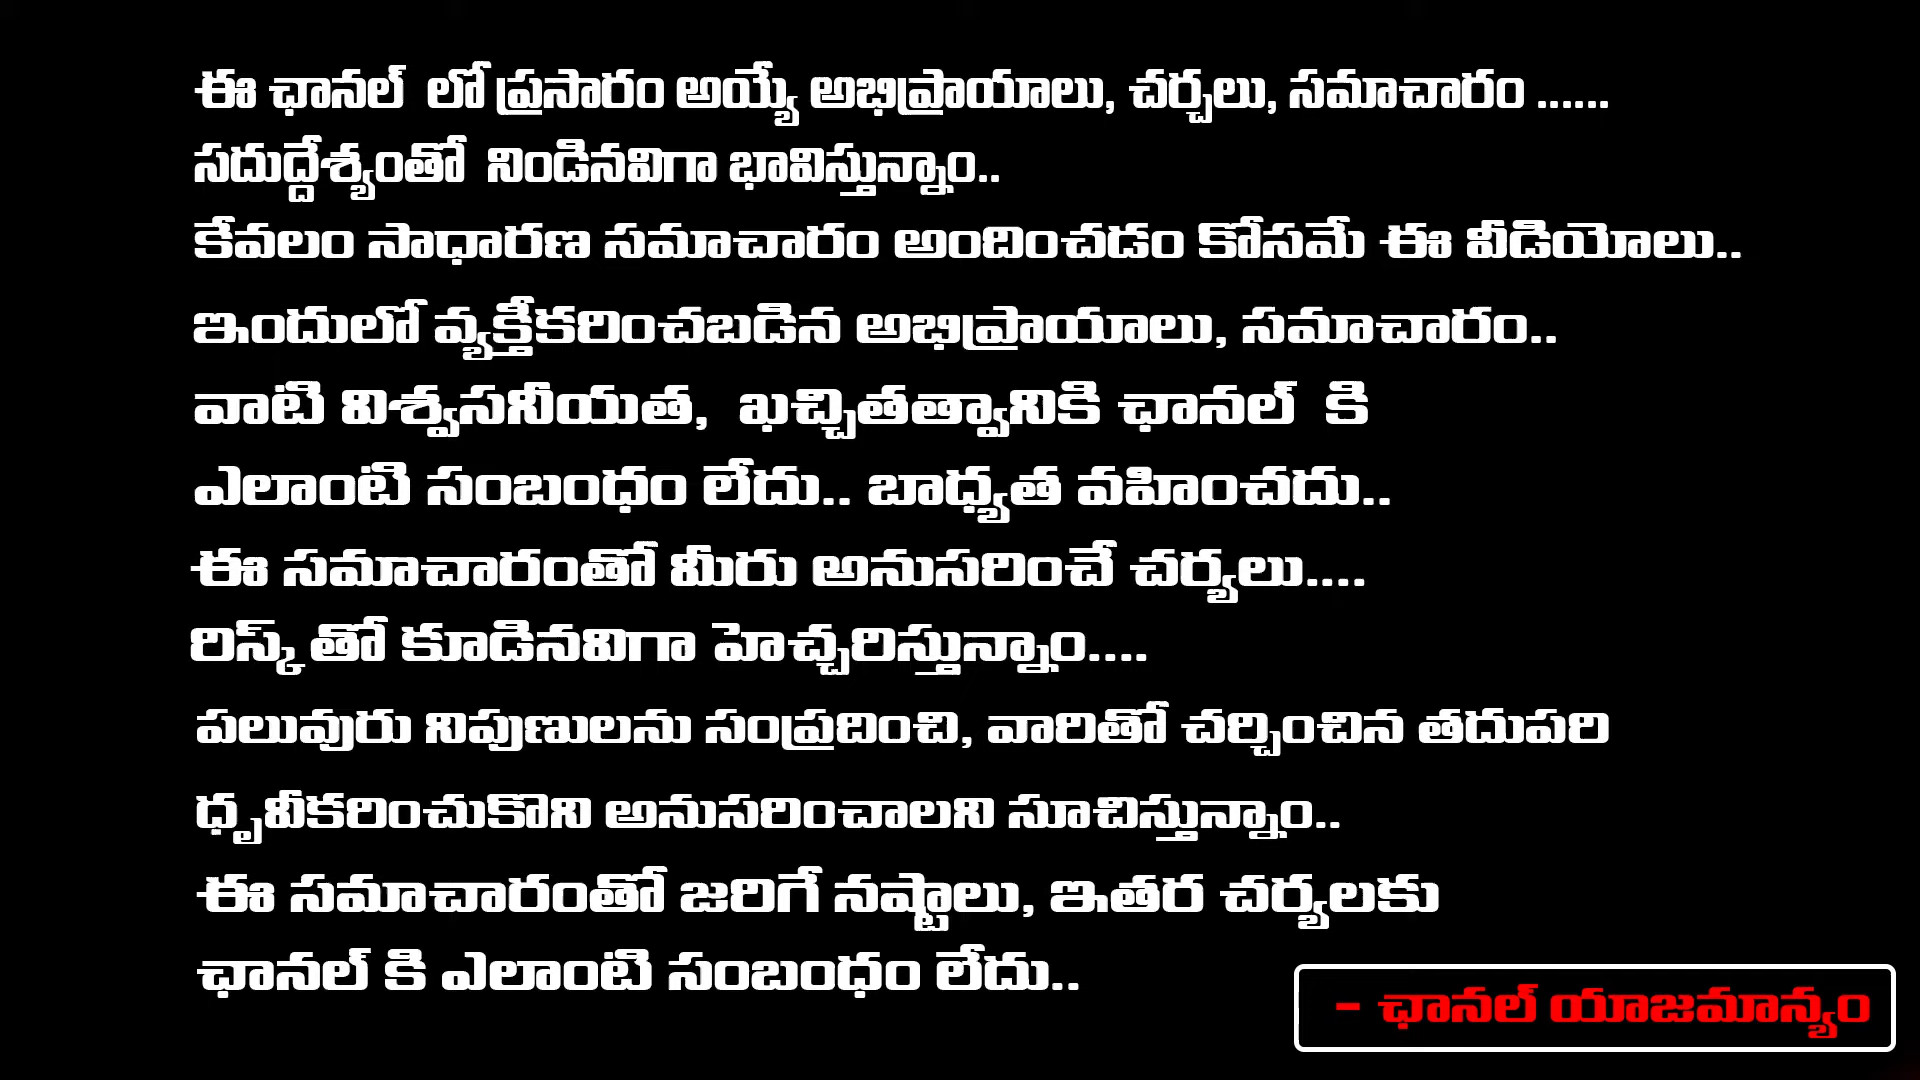 ఈ ఛానల్ లో ప్రసారం అయ్యే అభిప్రాయాలు, చర్చలు, సమాచారం ......
సదుద్దేశ్యంతో నిండినవిగా భావిస్తున్నాం..
కేవలం సాధారణ సమాచారం అందించడం కోసమే ఈ వీడియోలు..
ఇందులో వ్యక్తీకరించబడిన అభిప్రాయాలు, సమాచారం..
వాటి విశ్వసనీయత, ఖచ్చితత్వానికి ఛానల్ కి
ఎలాంటి సంబంధం లేదు.. బాధ్యత వహించదు..
ఈ సమాచారంతో మీరు అనుసరించే చర్యలు....
రిస్క్ తో కూడినవిగా హెచ్చరిస్తున్నాం....
పలువురు నిపుణులను సంప్రదించి, వారితో చర్చించిన తదుపరి
ధృవీకరించుకొని అనుసరించాలని సూచిస్తున్నాం..
ఈ సమాచారంతో జరిగే నష్టాలు, ఇతర చర్యలకు
ఛానల్ కి ఎలాంటి సంబంధం లేదు..
- ఛానల్ యాజమాన్యం